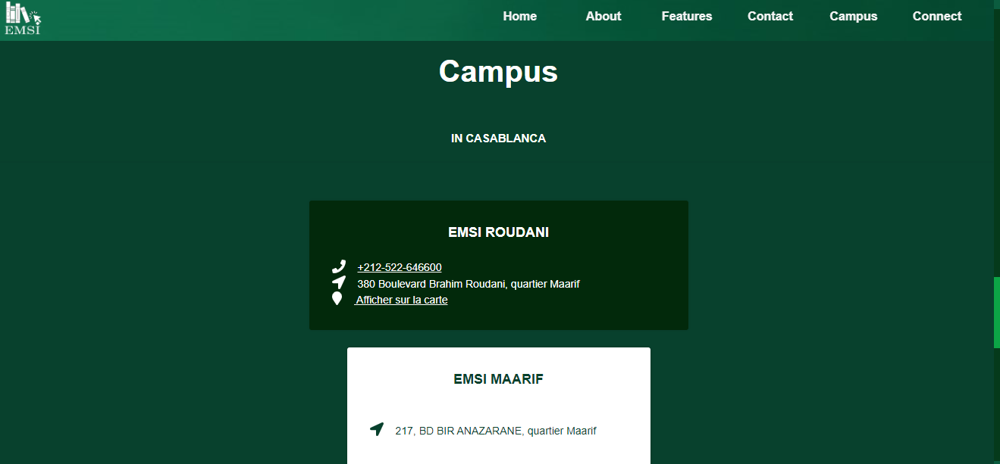 EMSI
Home About Features Contact Campus Connect
Campus
IN CASABLANCA
EMSI ROUDANI
+212-522-646600
380 Boulevard Brahim Roudani, quartier Maarif
Afficher sur la carte
EMSI MAARIF
217, BD BIR ANAZARANE, quartier Maarif